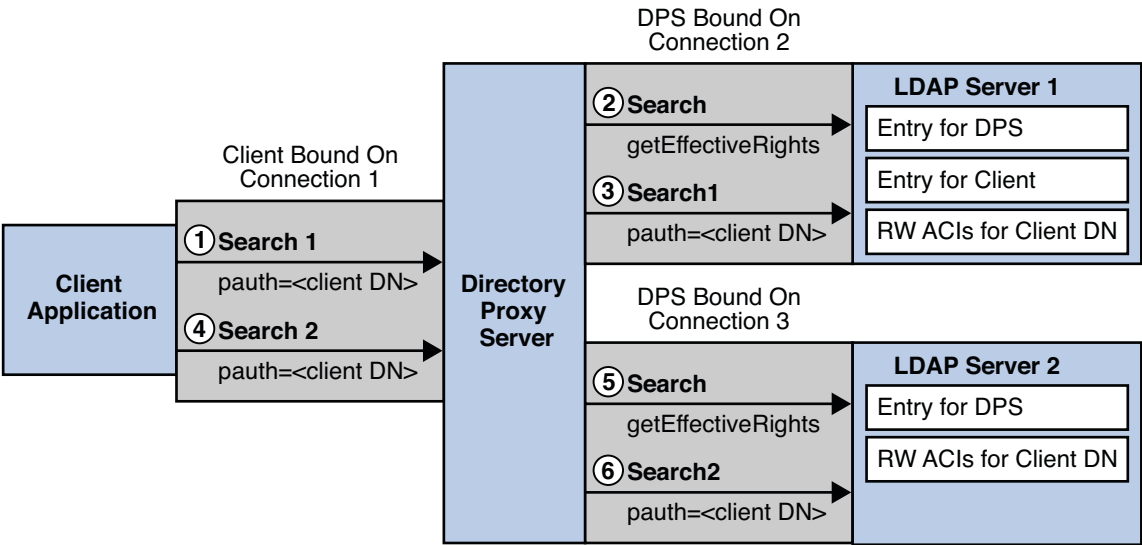 DPS Bound On
Connection 2
LDAP Server 1
2 Search
Entry for DPS
getEffectiveRights
Client Bound On
Connection 1
3 Search1
Entry for Client
pauth=<client DN>
RW ACIs for Client DN
1 Search 1
pauth=<client DN>
Client
Application
Directory
Proxy
Server
4 Search 2
pauth=<client DN>
DPS Bound On
Connection 3
LDAP Server 2
5 Search
Entry for DPS
getEffectiveRights
RW ACIs for Client DN
6 Search2
pauth=<client DN>